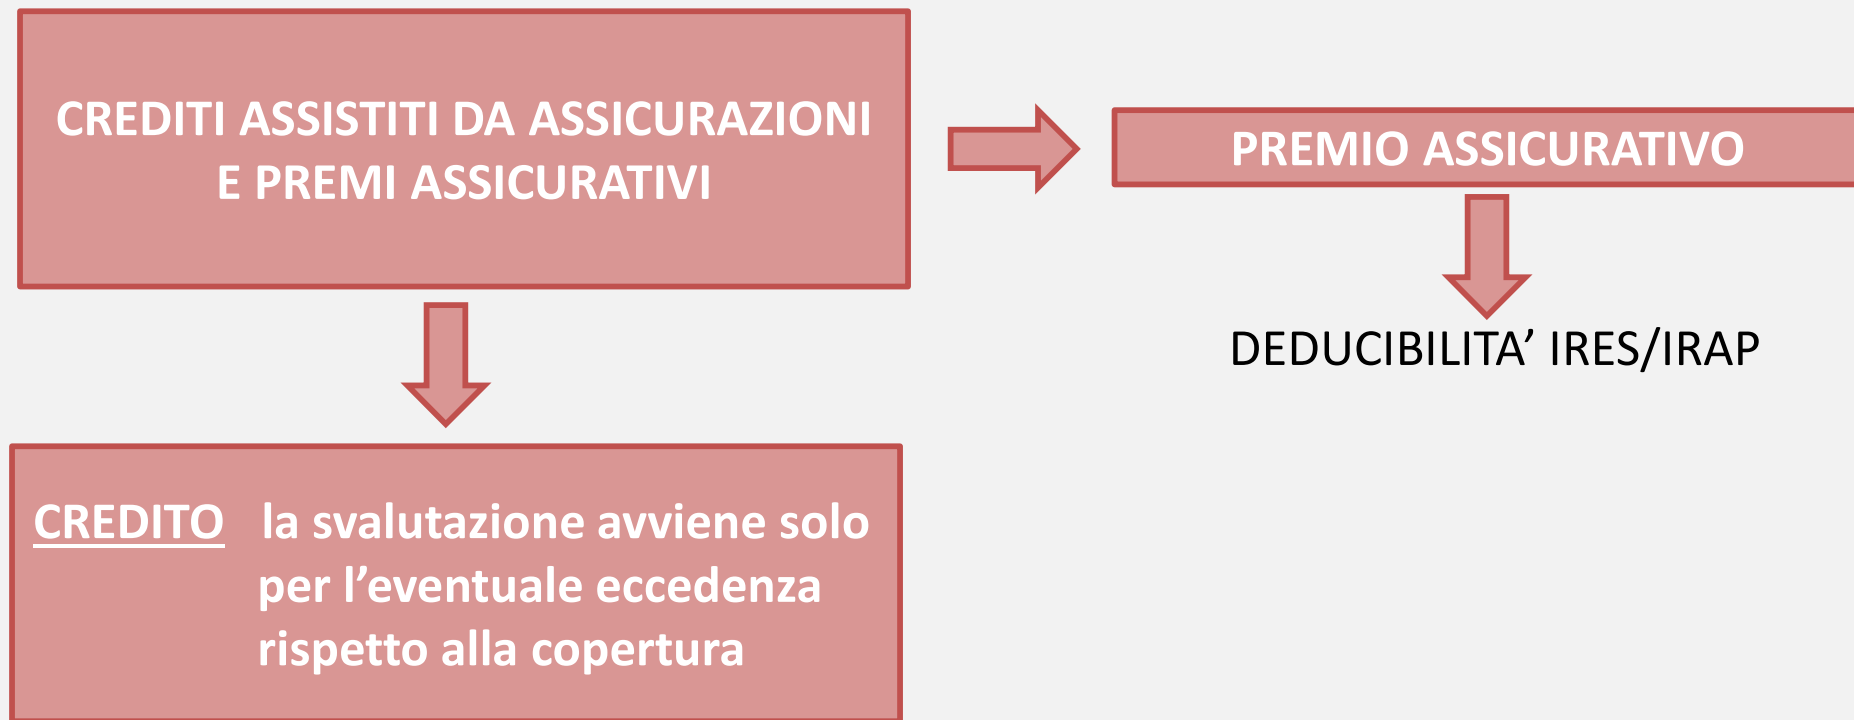 CREDITI ASSISTITI DA ASSICURAZIONI
E PREMI ASSICURATIVI
PREMIO ASSICURATIVO
DEDUCIBILITA’ IRES/IRAP
CREDITO la svalutazione avviene solo
per l’eventuale eccedenza
rispetto alla copertura